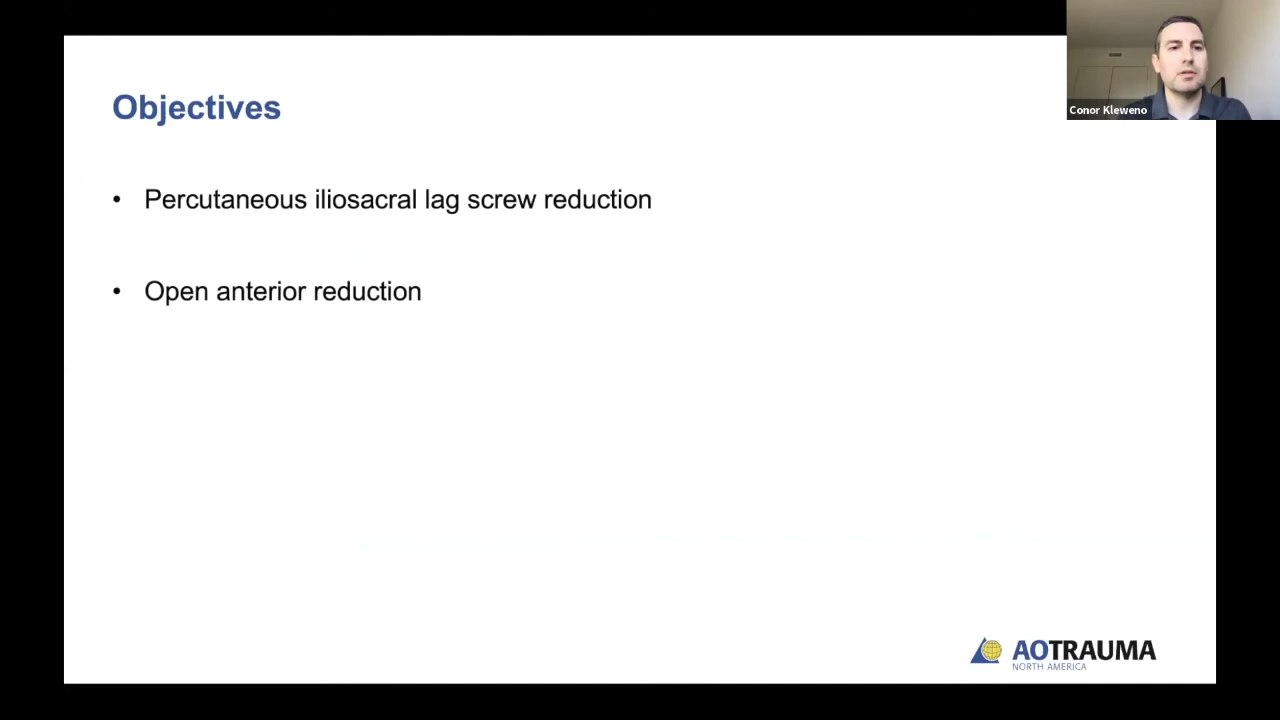 Objectives
• Percutaneous iliosacral lag screw reduction
• Open anterior reduction
Conor Kleweno
AOTRAUMA
NORTH AMERICA